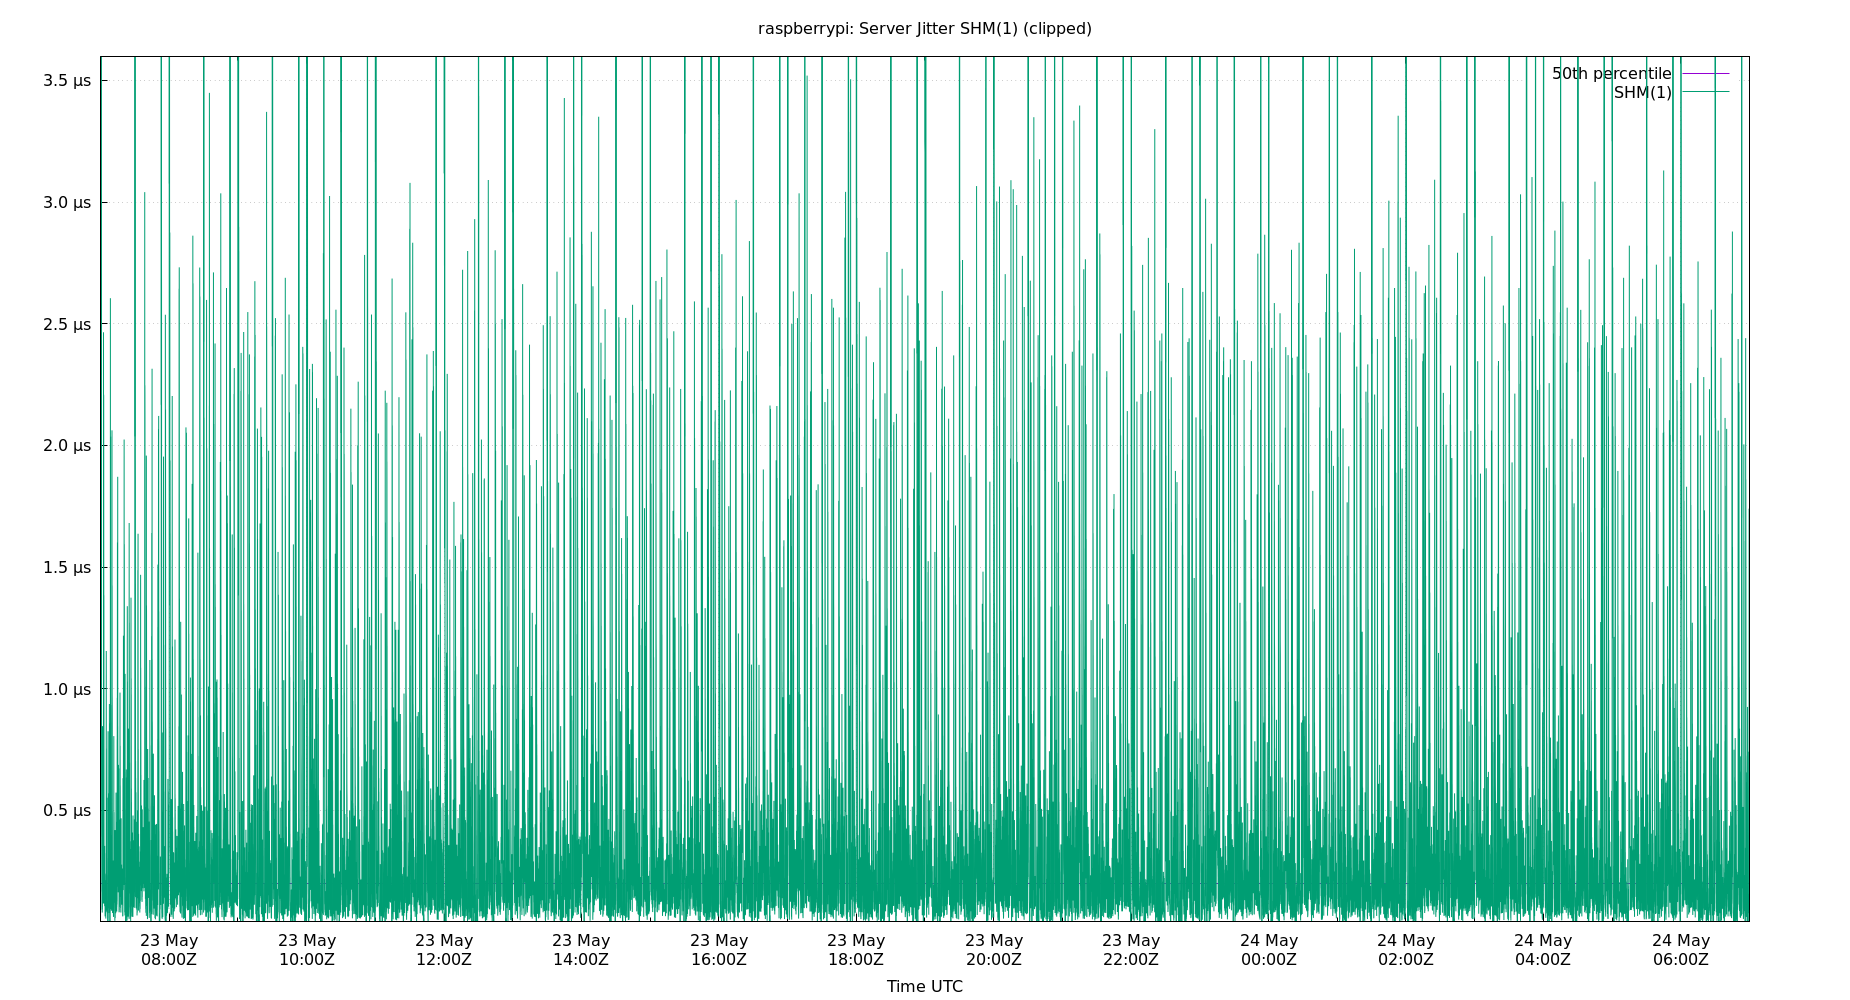 raspberrypi: Server Jitter SHM(1) (clipped)
50th percentile
SHM(1)
3.5 µs
3.0 µs
2.5 µs
2.0 µs
1.5 µs
1.0 µs
0.5 µs
23 May 23 May 23 May 23 May 23 May 23 May 23 May 23 May 24 May 24 May 24 May 24 May
08:00Z 10:00Z 12:00Z 14:00Z 16:00Z 18:00Z 20:00Z 22:00Z 00:00Z 02:00Z 04:00Z 06:00Z
Time UTC